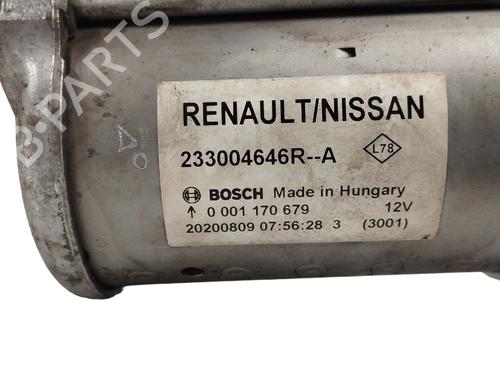 B-PARTS
RENAULT/NISSAN
233004646R--A
L78
BOSCH Made in Hungary
↑ 0 001 170 679 12V
20200809 07:56:28 3 (3001)